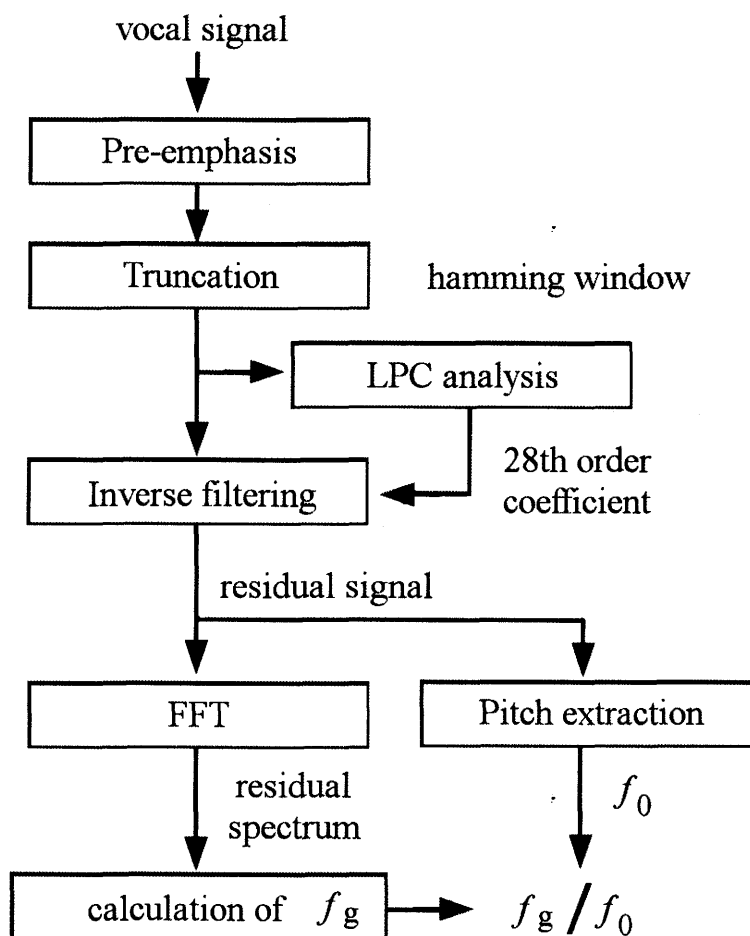 vocal signal
Pre-emphasis
Truncation
hamming window
LPC analysis
28th order
coefficient
Inverse filtering
residual signal
FFT
Pitch extraction
residual
spectrum
f0
calculation of fg
fg / f0